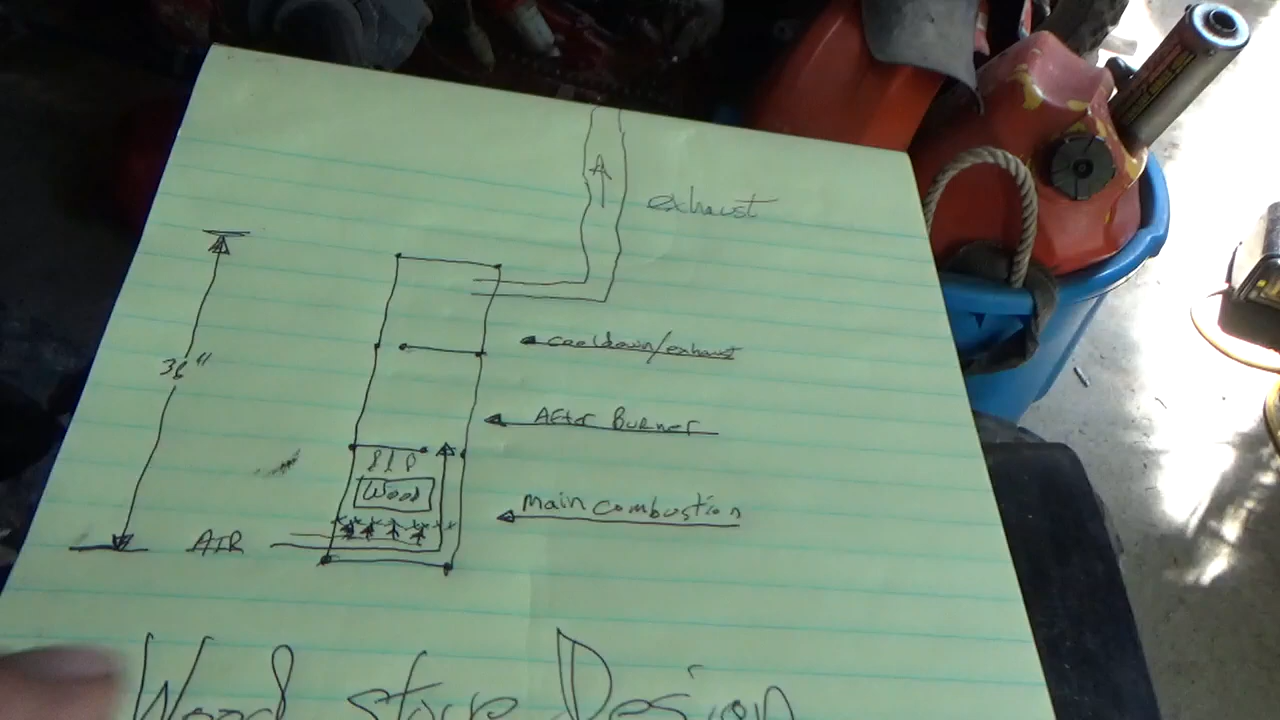 exhaust
36"
cooldown/exhaust
After Burner
Wood
main combustion
AIR
Wood stove Design